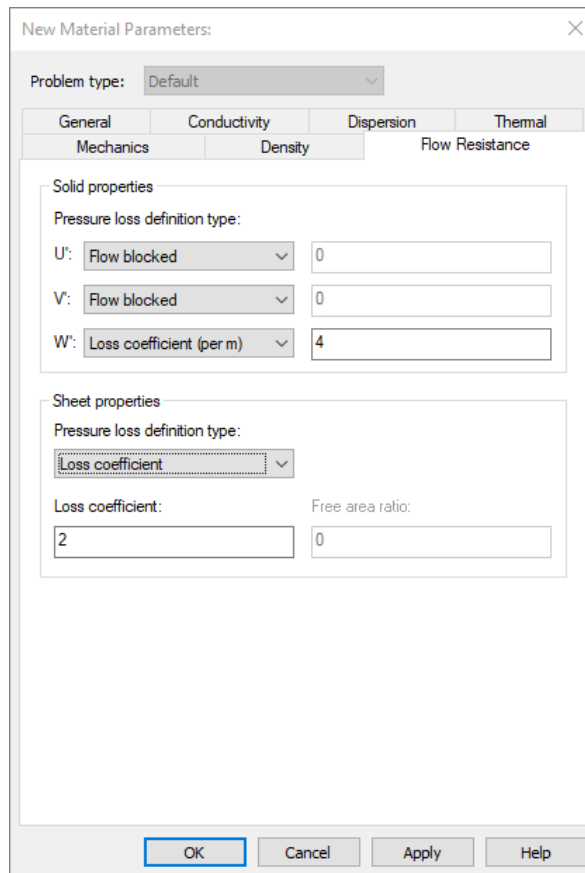 New Material Parameters:
Problem type: Default
General Conductivity Dispersion Thermal
Mechanics Density Flow Resistance
Solid properties
Pressure loss definition type:
U': Flow blocked 0
V': Flow blocked 0
W': Loss coefficient (per m) 4
Sheet properties
Pressure loss definition type:
Loss coefficient
Loss coefficient: Free area ratio:
2 0
OK Cancel Apply Help